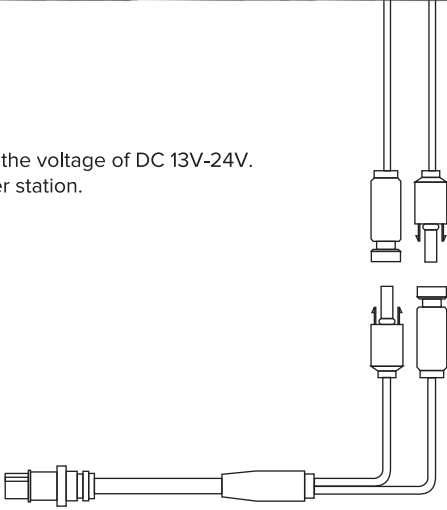 the voltage of DC 13V-24V.
er station.